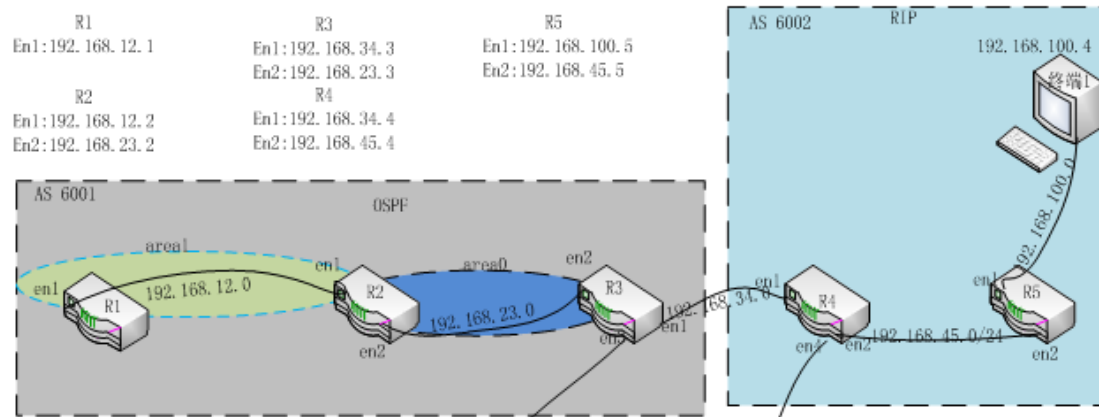 R1
En1:192.168.12.1
R2
En1:192.168.12.2
En2:192.168.23.2
R3
En1:192.168.34.3
En2:192.168.23.3
R4
En1:192.168.34.4
En2:192.168.45.4
R5
En1:192.168.100.5
En2:192.168.45.5
AS 6002
RIP
192.168.100.4
终端1
192.168.100.0
AS 6001
OSPF
area1
en1
R1
192.168.12.0
en1
R2
en2
area0
192.168.23.0
en2
R3
en1
192.168.34.0
en1
R4
en4
en2
192.168.45.0/24
en1
R5
en2